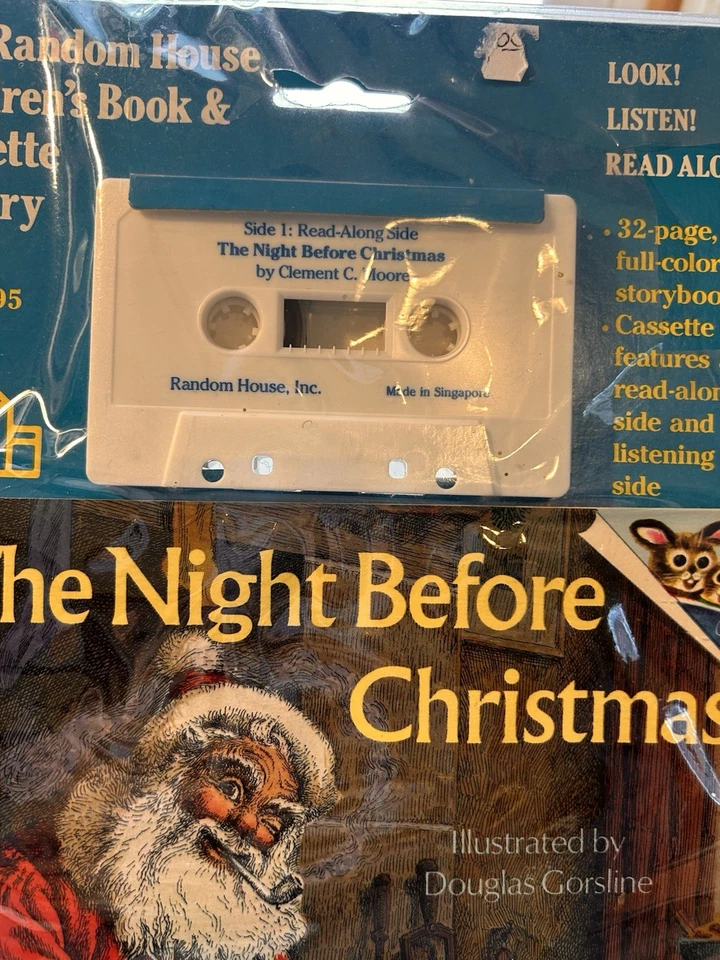 Random House
ren's Book &
ette
ry
95
LOOK!
LISTEN!
READ ALO
• 32-page,
full-color
storyboo
• Cassette
features
read-alon
side and
listening
side
Side 1: Read-Along Side
The Night Before Christmas
by Clement C. Moore
Random House, Inc.
Made in Singapore
The Night Before
Christmas
Illustrated by
Douglas Gorsline